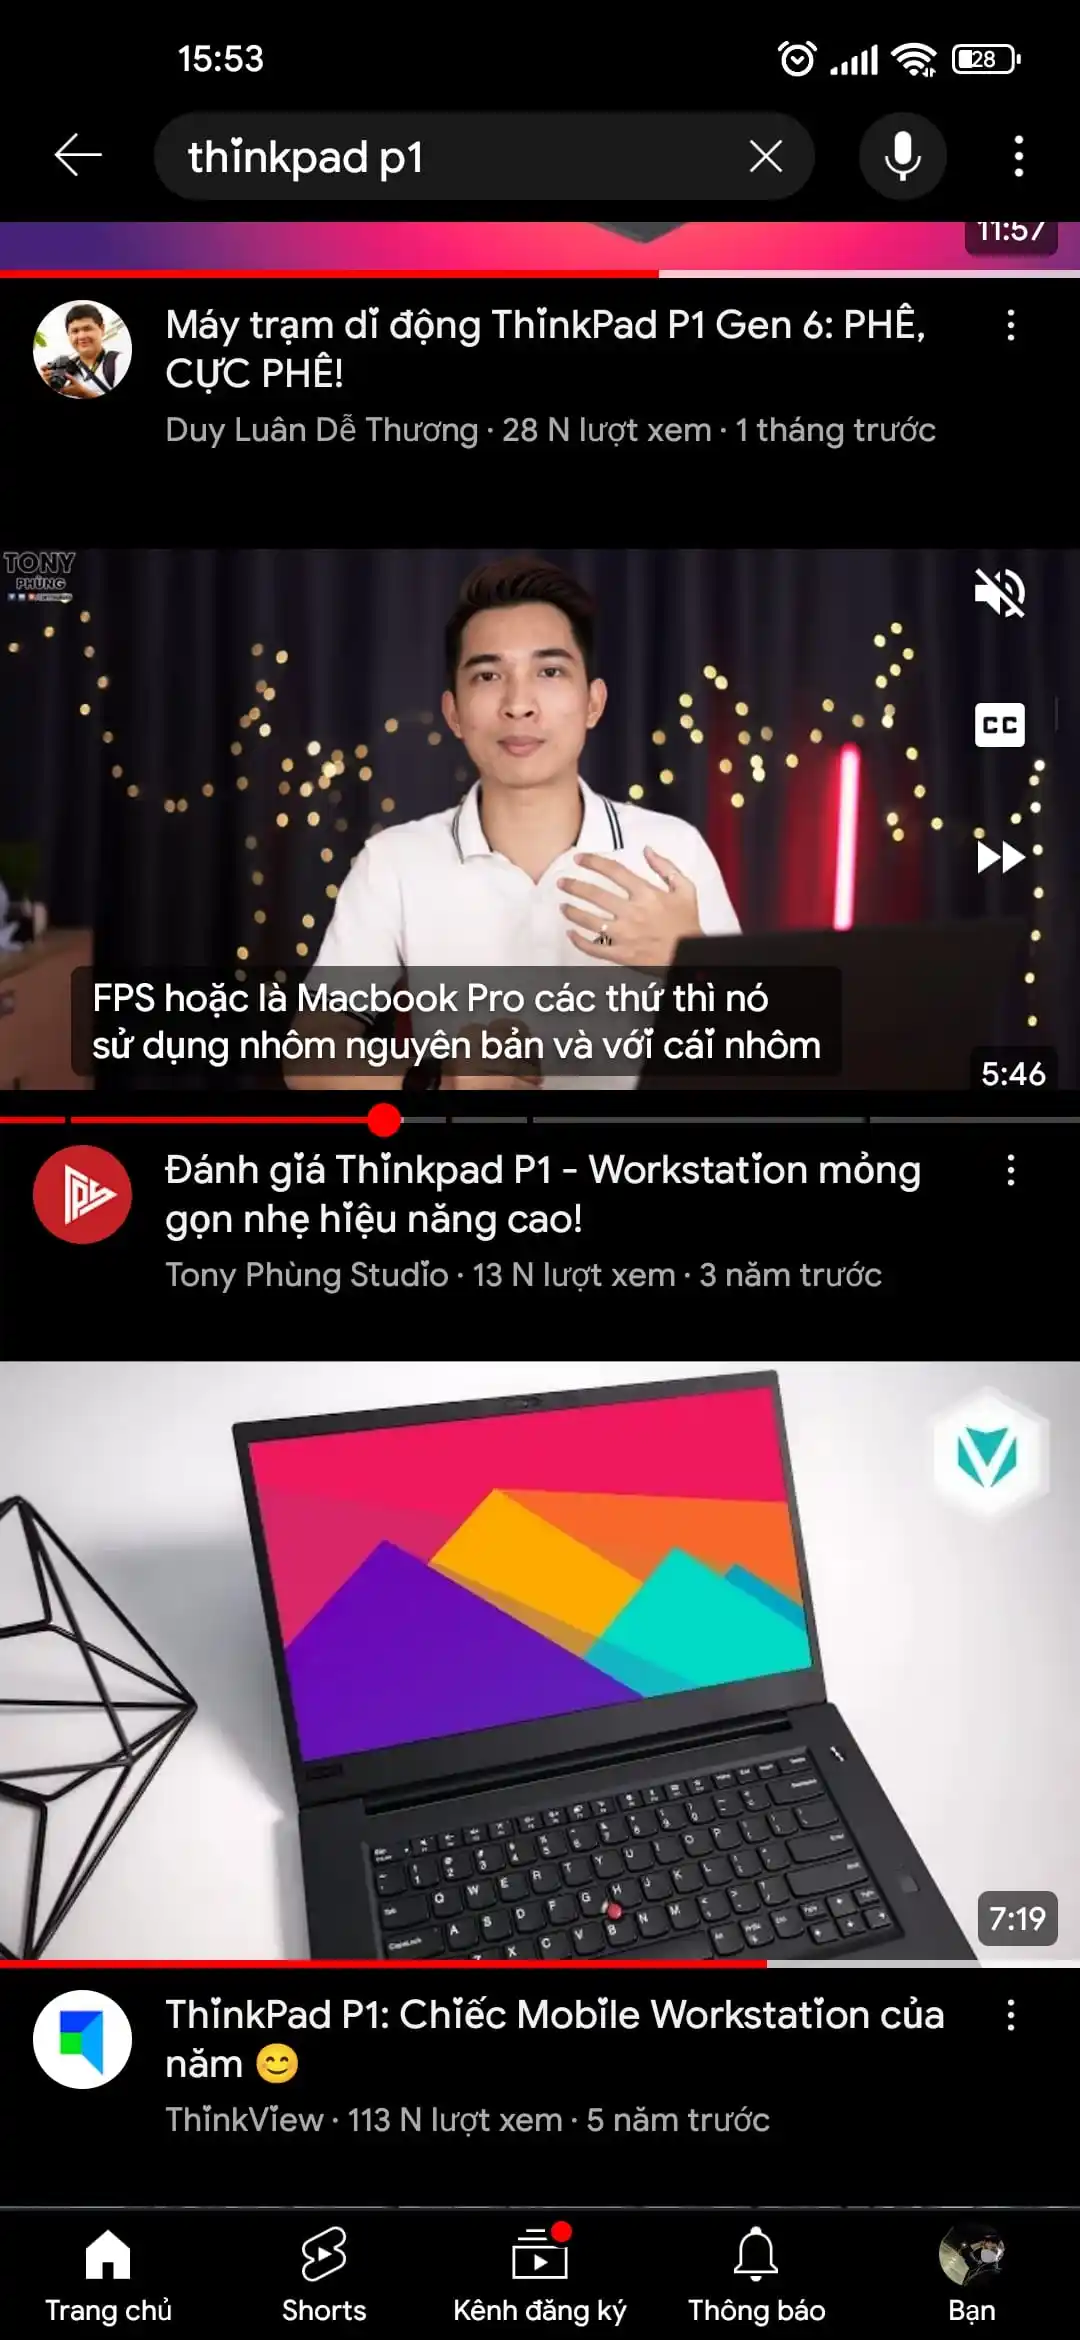 15:53
28
thinkpad p1
11:57
Máy trạm di động ThinkPad P1 Gen 6: PHÊ,
CỰC PHÊ!
Duy Luân Dễ Thương · 28 N lượt xem · 1 tháng trước
TONY
PHÙNG
CC
FPS hoặc là Macbook Pro các thứ thì nó
sử dụng nhôm nguyên bản và với cái nhôm
5:46
Đánh giá Thinkpad P1 - Workstation mỏng
gọn nhẹ hiệu năng cao!
Tony Phùng Studio · 13 N lượt xem · 3 năm trước
7:19
ThinkPad P1: Chiếc Mobile Workstation của
năm 😊
ThinkView · 113 N lượt xem · 5 năm trước
Trang chủ
Shorts
Kênh đăng ký
Thông báo
Bạn